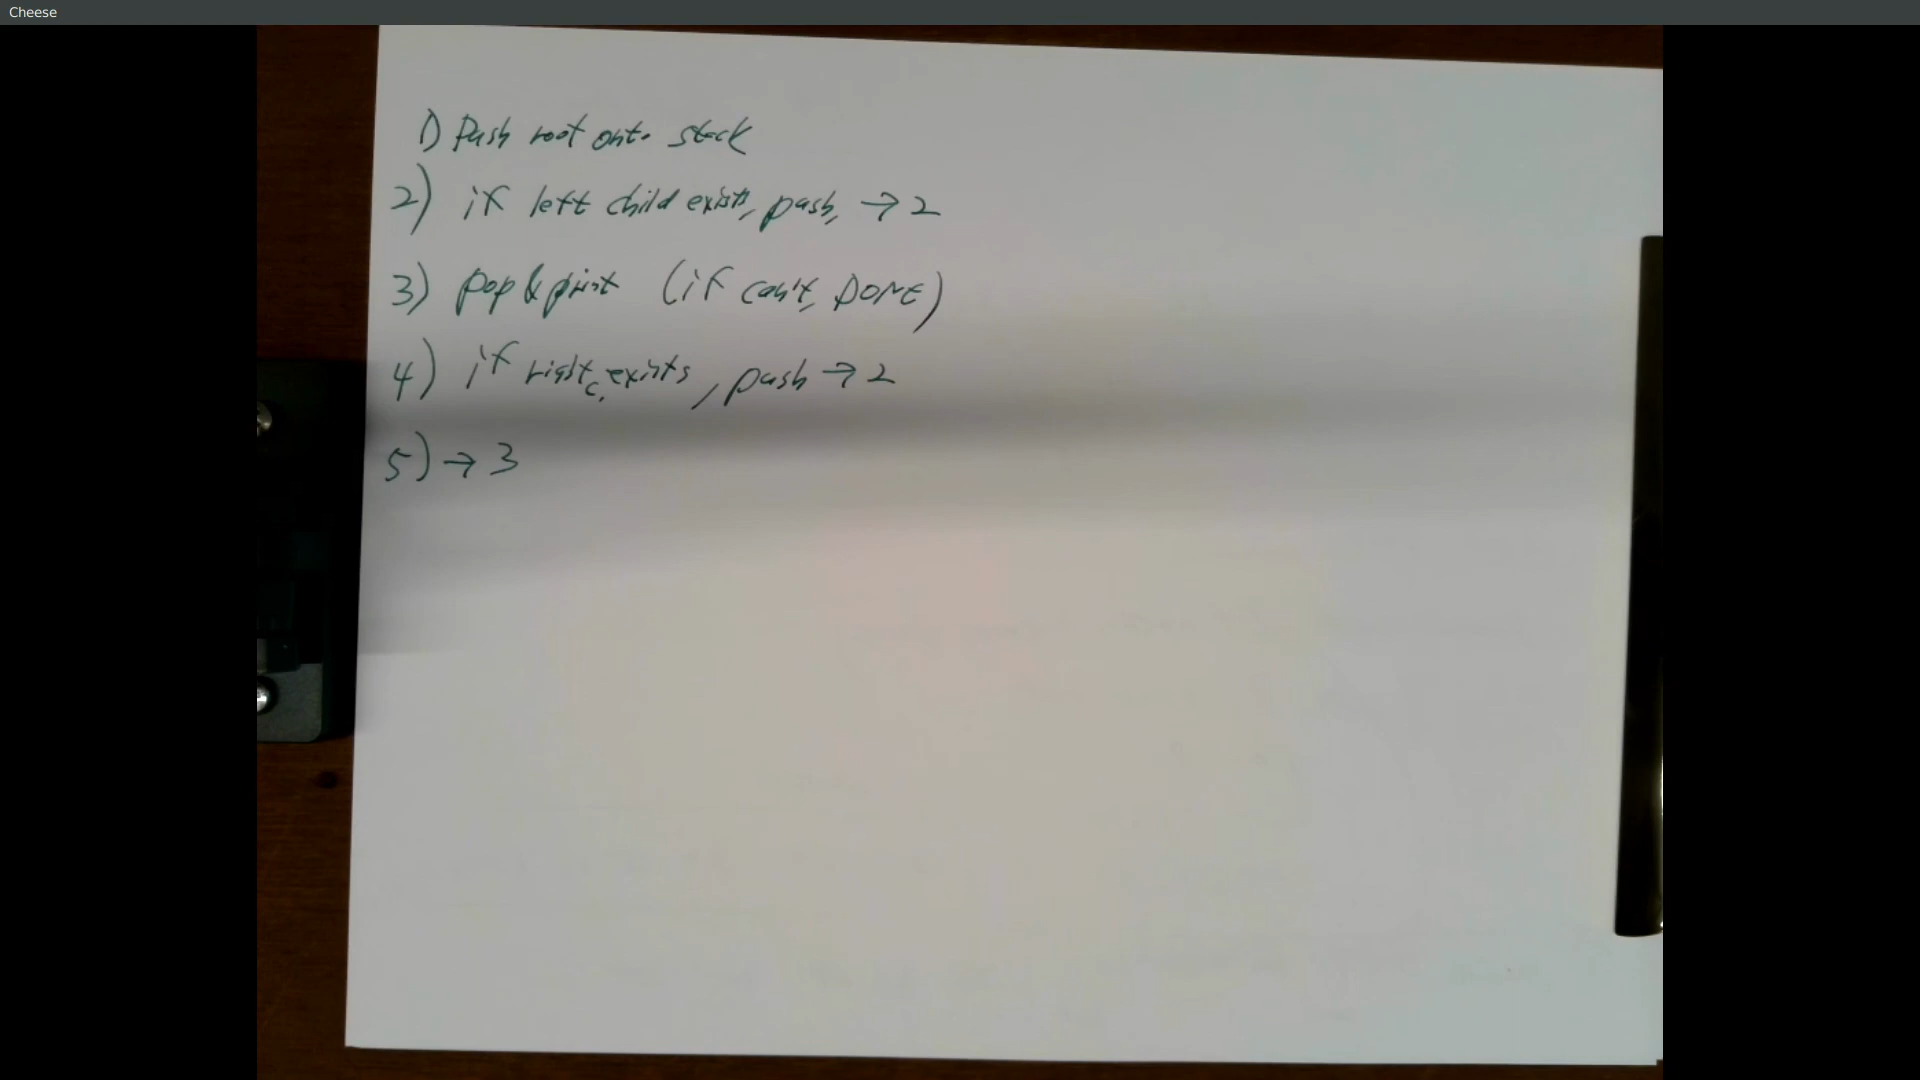 Cheese
1) Push root onto stack
2) if left child exists, push, → 2
3) pop & print (if can't, DONE)
4) if right c. exists, push → 2
5) → 3